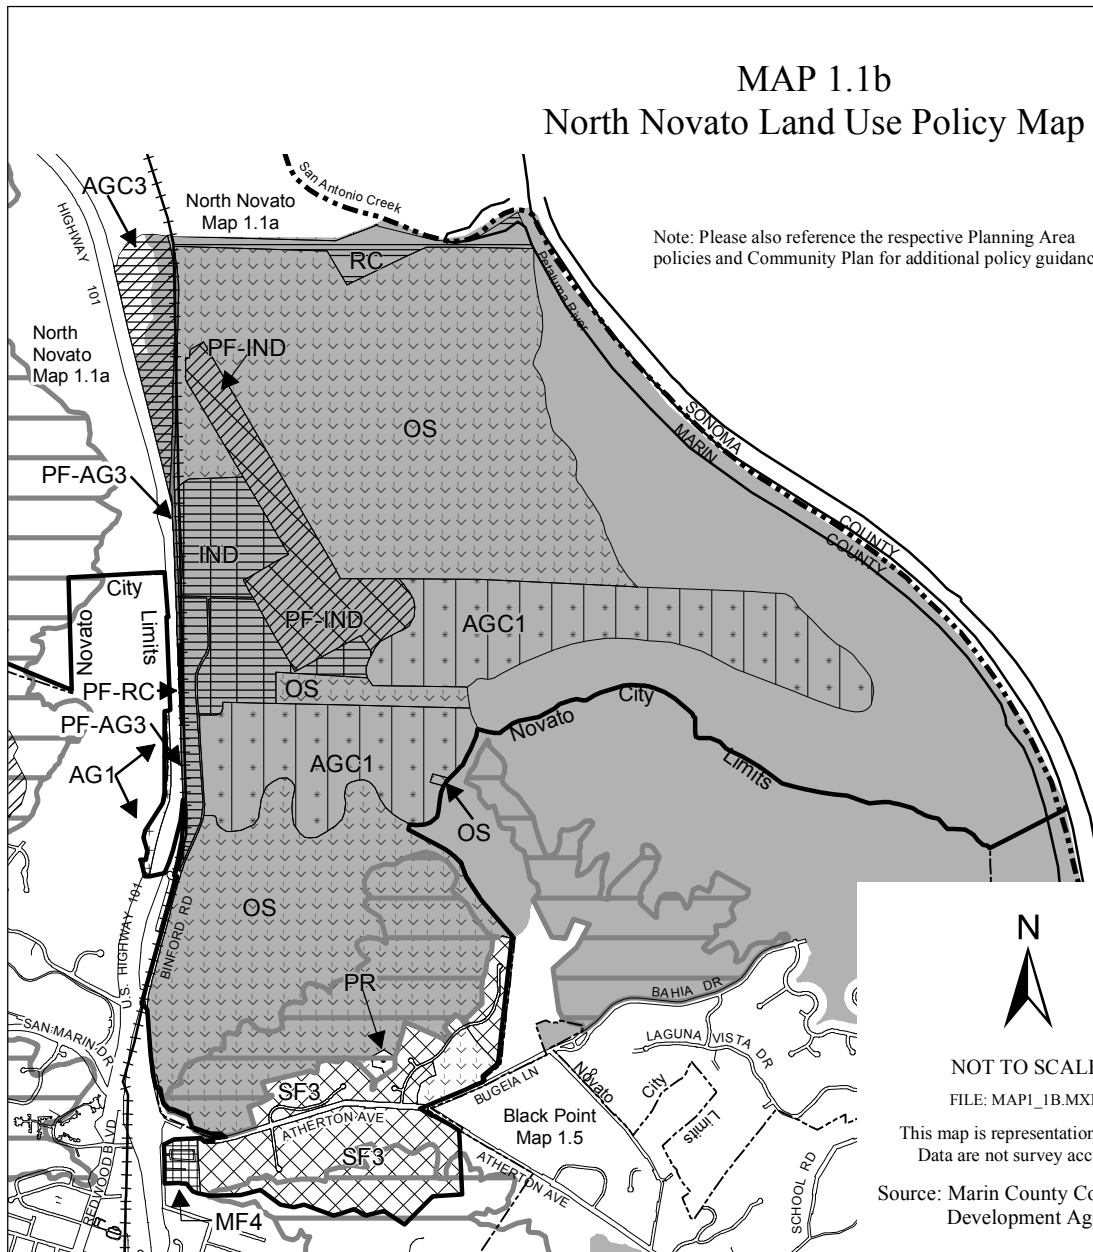 MAP 1.1b
North Novato Land Use Policy Map
San Antonio Creek
AGC3
North Novato
Map 1.1a
HIGHWAY 101
Note: Please also reference the respective Planning Area
policies and Community Plan for additional policy guidanc
RC
Petaluma River
North
Novato
Map 1.1a
PF-IND
OS
SONOMA COUNTY
MARIN COUNTY
PF-AG3
IND
City
Novato
Limits
PF-IND
AGC1
PF-RC
OS
Novato City Limits
PF-AG3
AG1
AGC1
OS
U.S. HIGHWAY 101
BINFORD RD
OS
N
PR
BAHIA DR
SAN MARIN DR
LAGUNA VISTA DR
NOT TO SCALE
BUGEIA LN
Novato City Limits
SF3
FILE: MAP1_1B.MX
ATHERTON AVE
Black Point
Map 1.5
This map is representation
Data are not survey acc
SF3
ATHERTON AVE
REDWOOD BLVD
SCHOOL RD
Source: Marin County Co
Development Ag
MF4